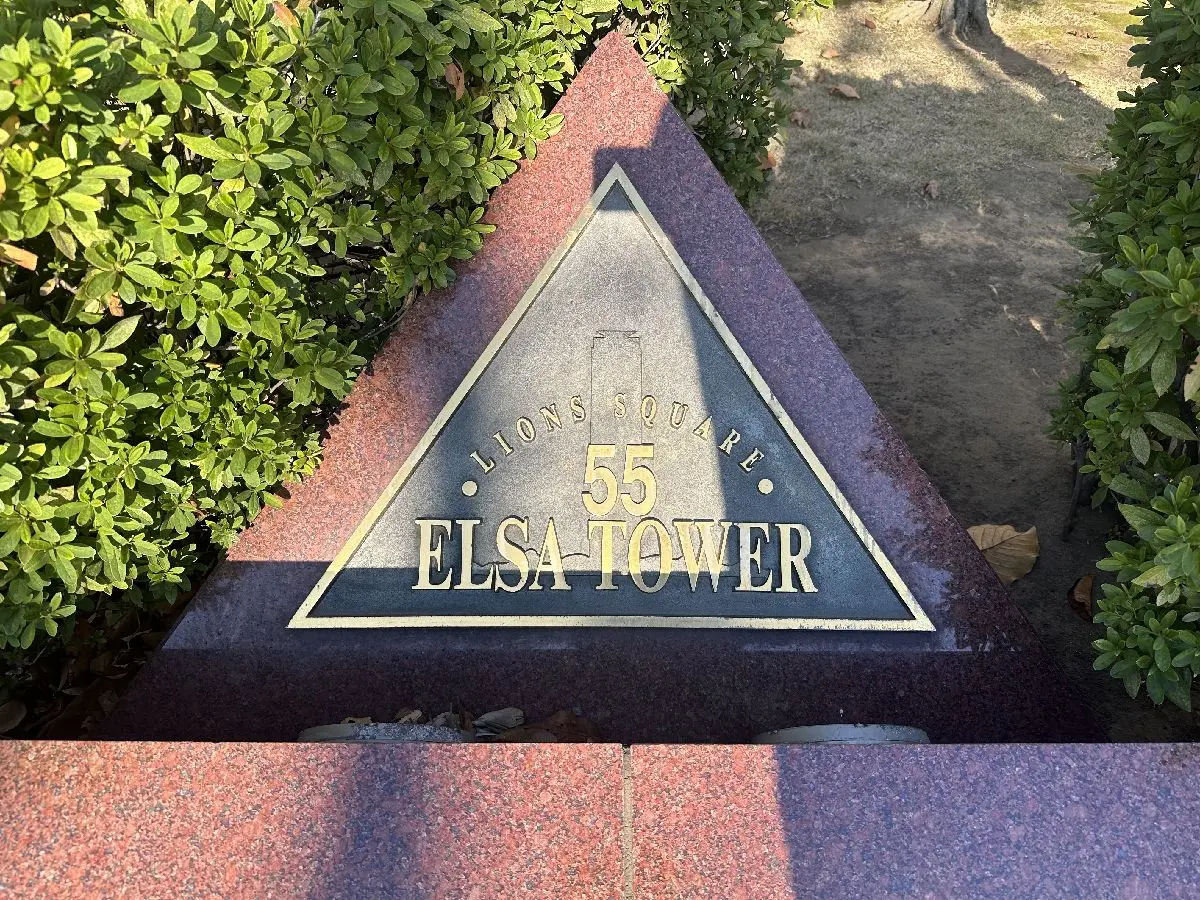 • LIONS SQUARE •
55
ELSA TOWER